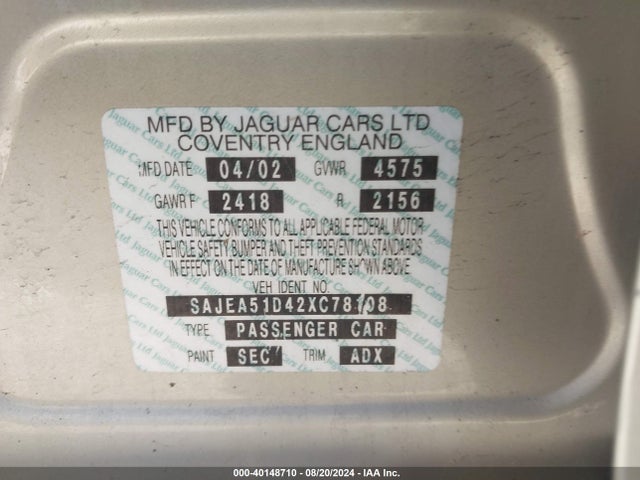 MFD BY JAGUAR CARS LTD
COVENTRY ENGLAND
MFD DATE 04/02 GVWR 4575
GAWR F 2418 R 2156
THIS VEHICLE CONFORMS TO ALL APPLICABLE FEDERAL MOTOR
VEHICLE SAFETY, BUMPER AND THEFT PREVENTION STANDARDS
IN EFFECT ON THE DATE OF MANUFACTURE SHOWN ABOVE
VEH IDENT NO.
SAJEA51D42XC78108
TYPE PASSENGER CAR
PAINT SEC TRIM ADX
000-40148710 - 08/20/2024 - IAA Inc.